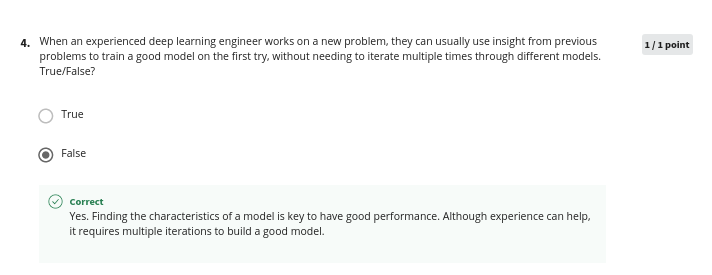 4. When an experienced deep learning engineer works on a new problem, they can usually use insight from previous
1 / 1 point
problems to train a good model on the first try, without needing to iterate multiple times through different models.
True/False?
True
False
Correct
Yes. Finding the characteristics of a model is key to have good performance. Although experience can help,
it requires multiple iterations to build a good model.